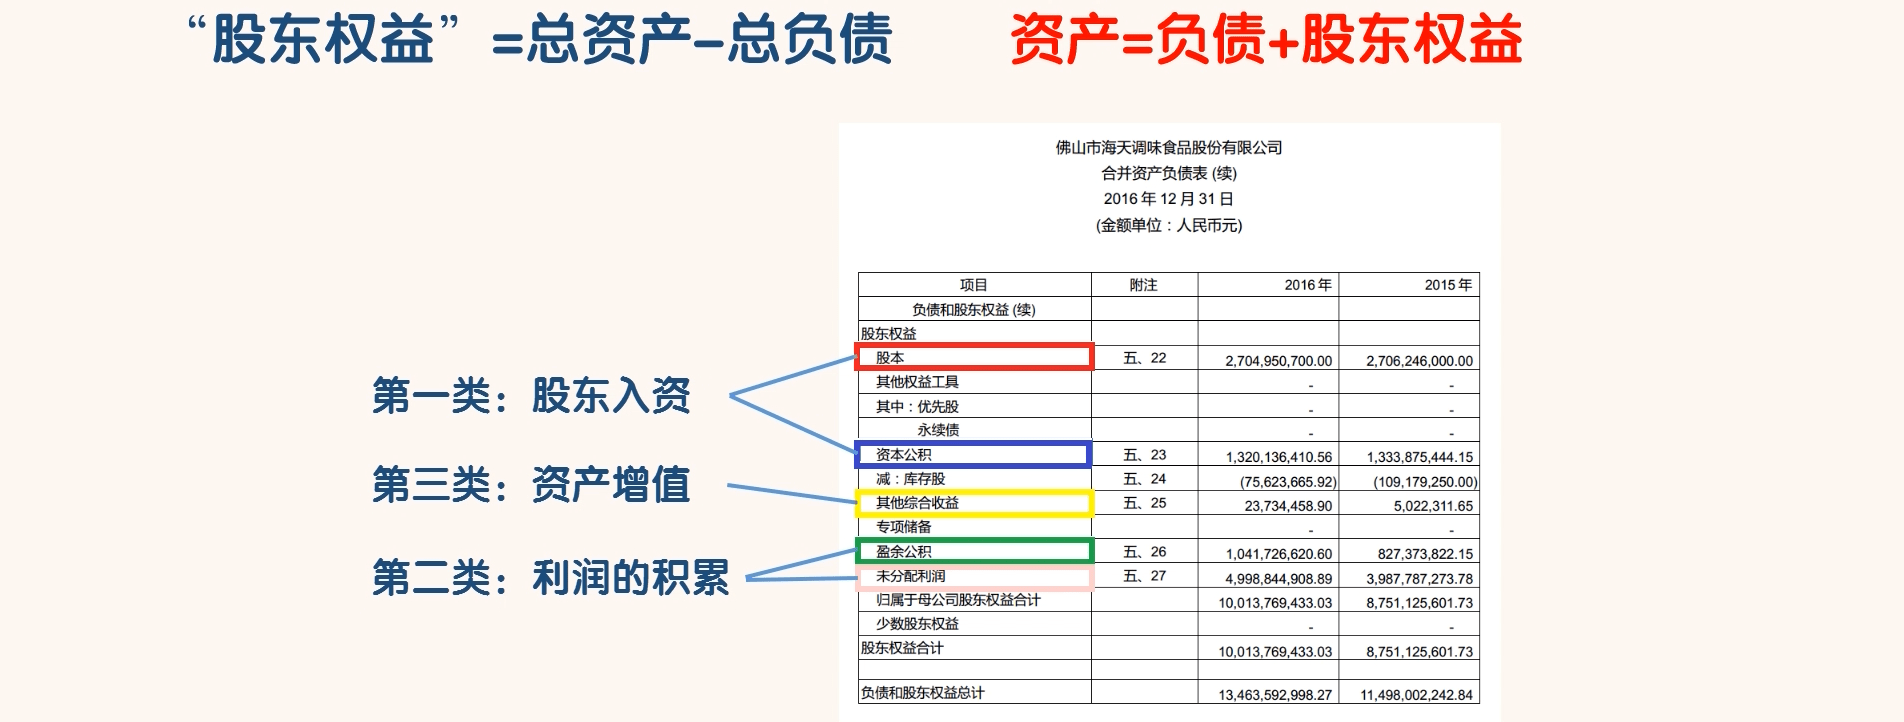 “股东权益”=总资产-总负债 资产=负债+股东权益
佛山市海天调味食品股份有限公司
合并资产负债表 (续)
2016 年 12 月 31 日
(金额单位：人民币元)
项目 附注 2016 年 2015 年
负债和股东权益 (续)
股东权益
股本 五、22 2,704,950,700.00 2,706,246,000.00
其他权益工具 - -
其中：优先股 - -
永续债 - -
资本公积 五、23 1,320,136,410.56 1,333,875,444.15
减：库存股 五、24 (75,623,665.92) (109,179,250.00)
其他综合收益 五、25 23,734,458.90 5,022,311.65
专项储备 - -
盈余公积 五、26 1,041,726,620.60 827,373,822.15
未分配利润 五、27 4,998,844,908.89 3,987,787,273.78
归属于母公司股东权益合计 10,013,769,433.03 8,751,125,601.73
少数股东权益 - -
股东权益合计 10,013,769,433.03 8,751,125,601.73
负债和股东权益总计 13,463,592,998.27 11,498,002,242.84
第一类：股东入资
第三类：资产增值
第二类：利润的积累